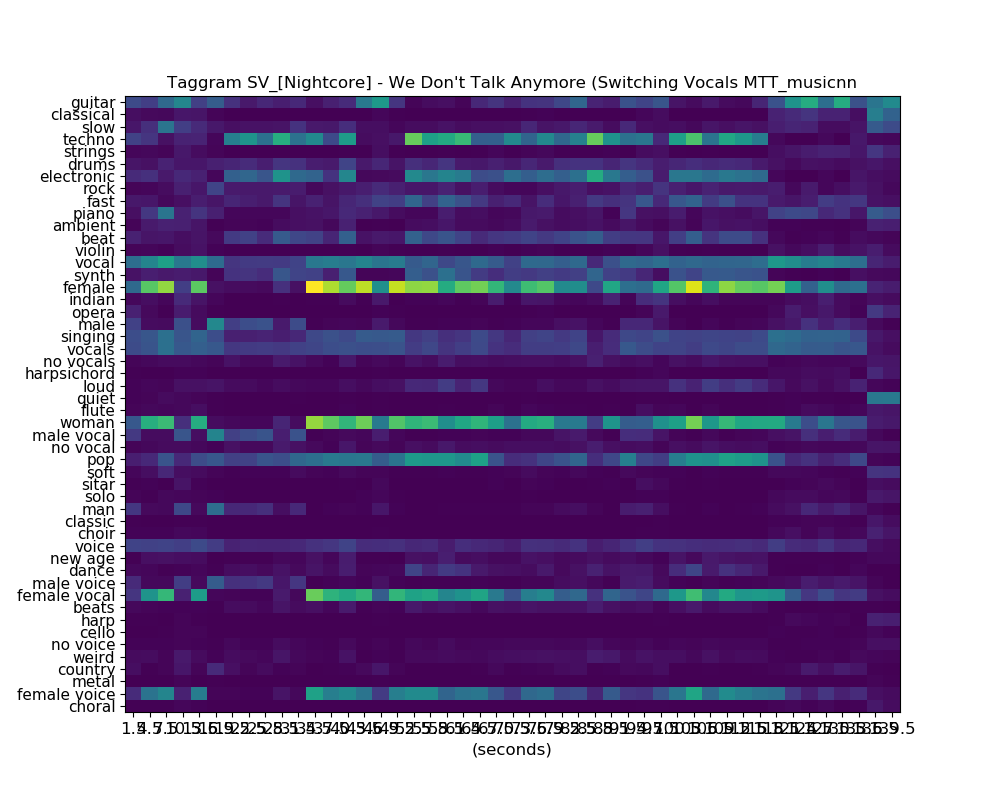 Taggram SV_[Nightcore] - We Don't Talk Anymore (Switching Vocals MTT_musicnn
guitar
classical
slow
techno
strings
drums
electronic
rock
fast
piano
ambient
beat
violin
vocal
synth
female
indian
opera
male
singing
vocals
no vocals
harpsichord
loud
quiet
flute
woman
male vocal
no vocal
pop
soft
sitar
solo
man
classic
choir
voice
new age
dance
male voice
female vocal
beats
harp
cello
no voice
weird
country
metal
female voice
choral
(seconds)